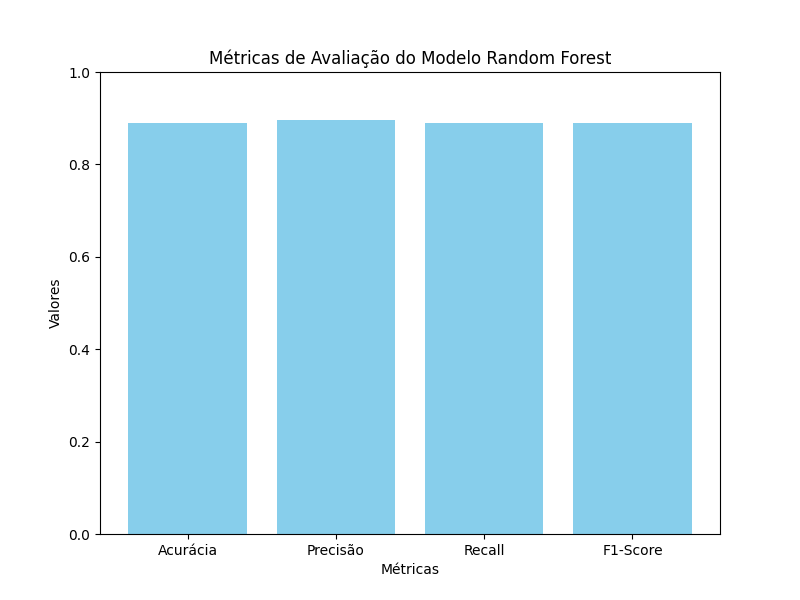 Métricas de Avaliação do Modelo Random Forest
1.0
0.8
0.6
0.4
0.2
0.0
Valores
Acurácia Precisão Recall F1-Score
Métricas